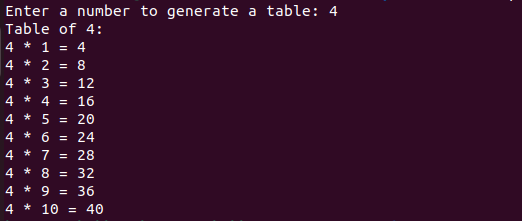 Enter a number to generate a table: 4
Table of 4:
4 * 1 = 4
4 * 2 = 8
4 * 3 = 12
4 * 4 = 16
4 * 5 = 20
4 * 6 = 24
4 * 7 = 28
4 * 8 = 32
4 * 9 = 36
4 * 10 = 40